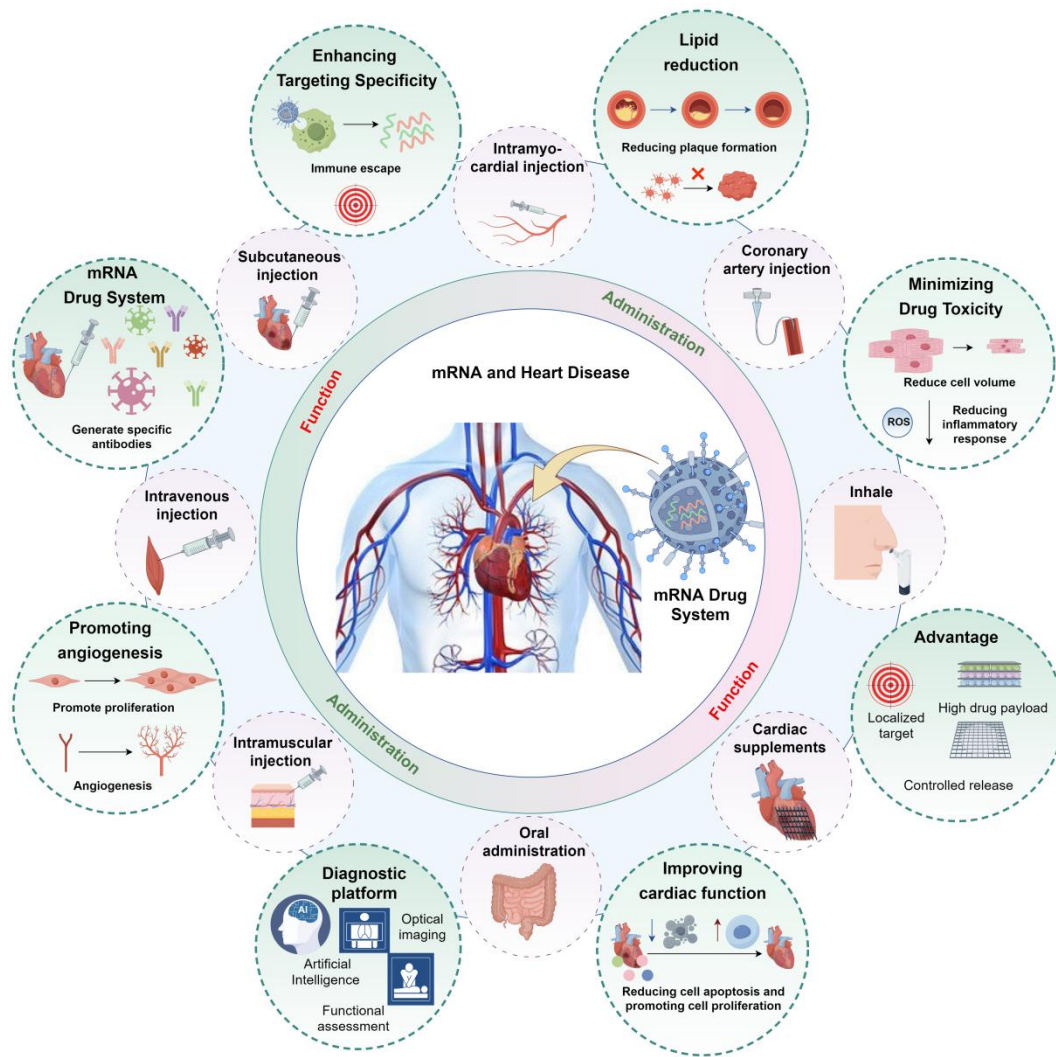 Enhancing
Targeting Specificity
Immune escape
Lipid
reduction
Reducing plaque formation
Intramyo-
cardial injection
Subcutaneous
injection
Coronary
artery injection
mRNA
Drug System
Generate specific
antibodies
Minimizing
Drug Toxicity
Reduce cell volume
ROS
Reducing
inflammatory
response
Administration
Function
mRNA and Heart Disease
mRNA Drug
System
Intravenous
injection
Inhale
Promoting
angiogenesis
Promote proliferation
Angiogenesis
Advantage
Localized
target
High drug payload
Controlled release
Function
Administration
Intramuscular
injection
Cardiac
supplements
Oral
administration
Diagnostic
platform
AI
Artificial
Intelligence
Optical
imaging
Functional
assessment
Improving
cardiac function
Reducing cell apoptosis and
promoting cell proliferation